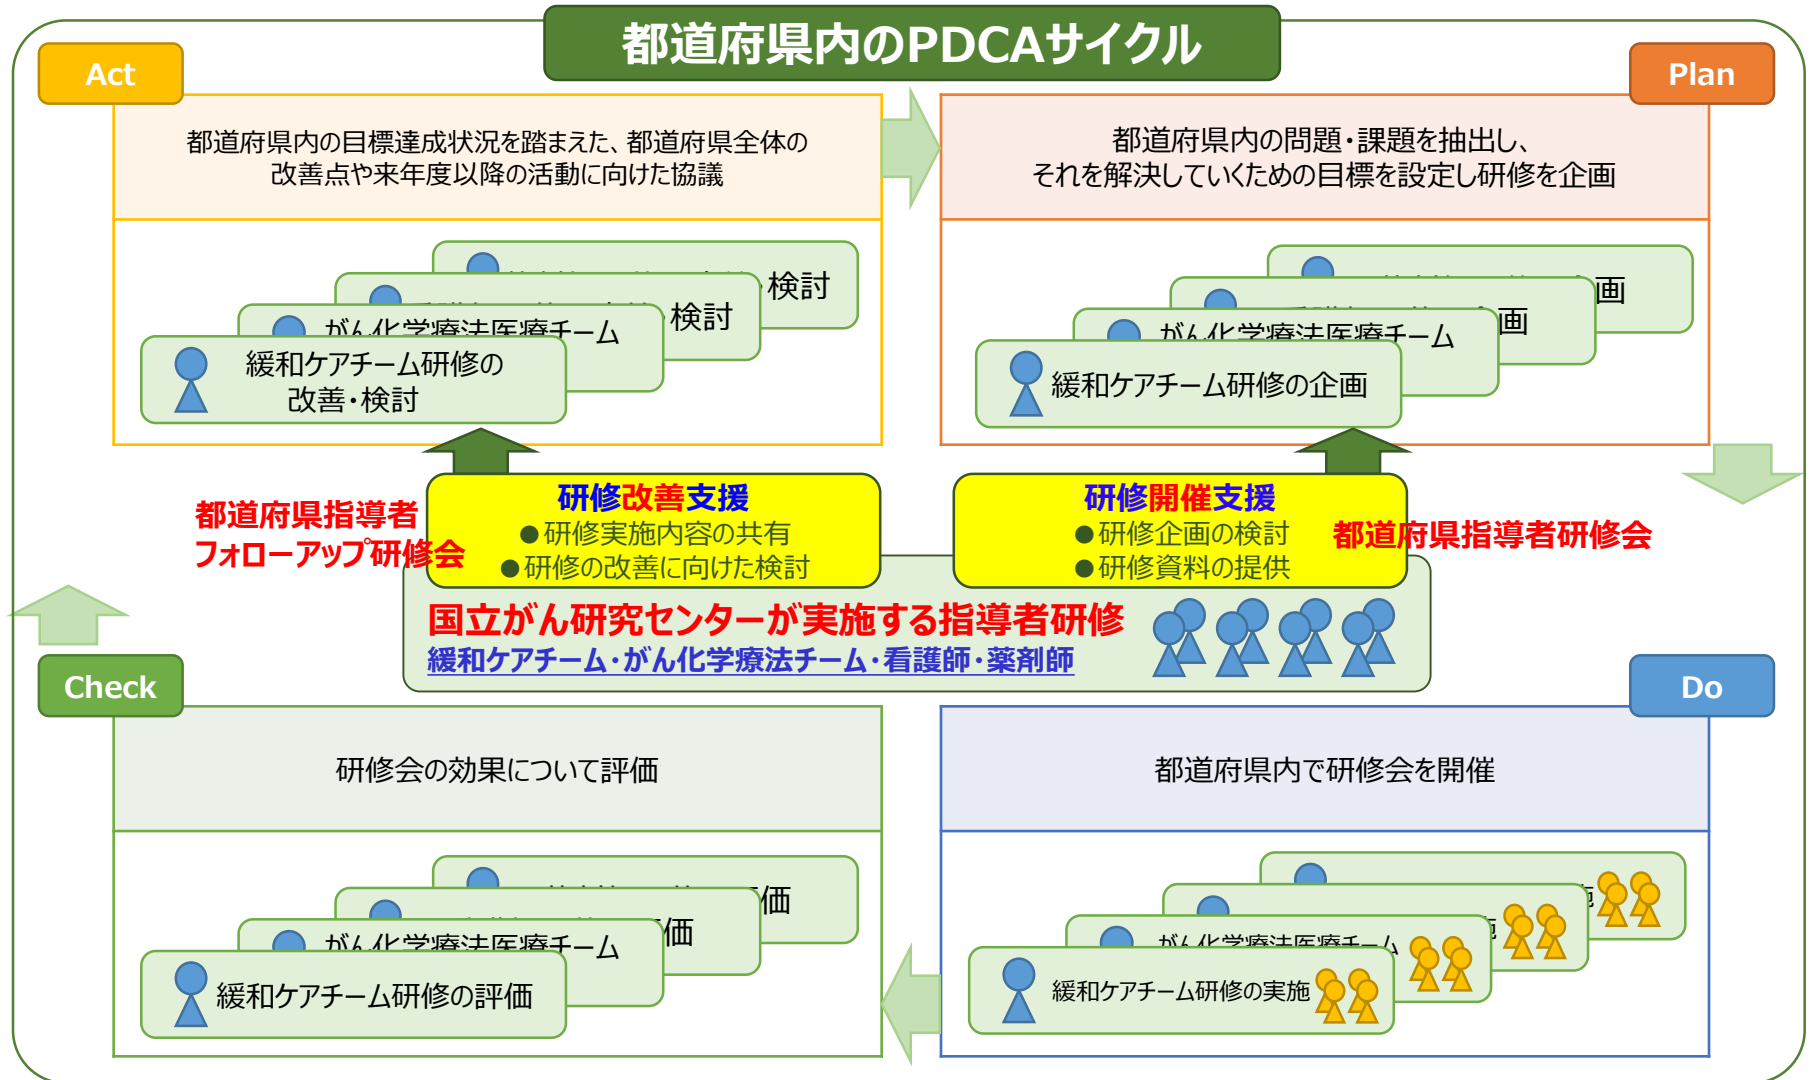 都道府県内のPDCAサイクル
Act
都道府県内の目標達成状況を踏まえた、都道府県全体の
改善点や来年度以降の活動に向けた協議
検討
検討
がん化学療法医療チーム
緩和ケアチーム研修の
改善・検討
Plan
都道府県内の問題・課題を抽出し、
それを解決していくための目標を設定し研修を企画
企画
企画
がん化学療法医療チーム
緩和ケアチーム研修の企画
都道府県指導者
フォローアップ研修会
研修改善支援
●研修実施内容の共有
●研修の改善に向けた検討
研修開催支援
●研修企画の検討
●研修資料の提供
都道府県指導者研修会
国立がん研究センターが実施する指導者研修
緩和ケアチーム・がん化学療法チーム・看護師・薬剤師
Check
研修会の効果について評価
評価
評価
がん化学療法医療チーム
緩和ケアチーム研修の評価
Do
都道府県内で研修会を開催
施
施
がん化学療法医療チーム
緩和ケアチーム研修の実施